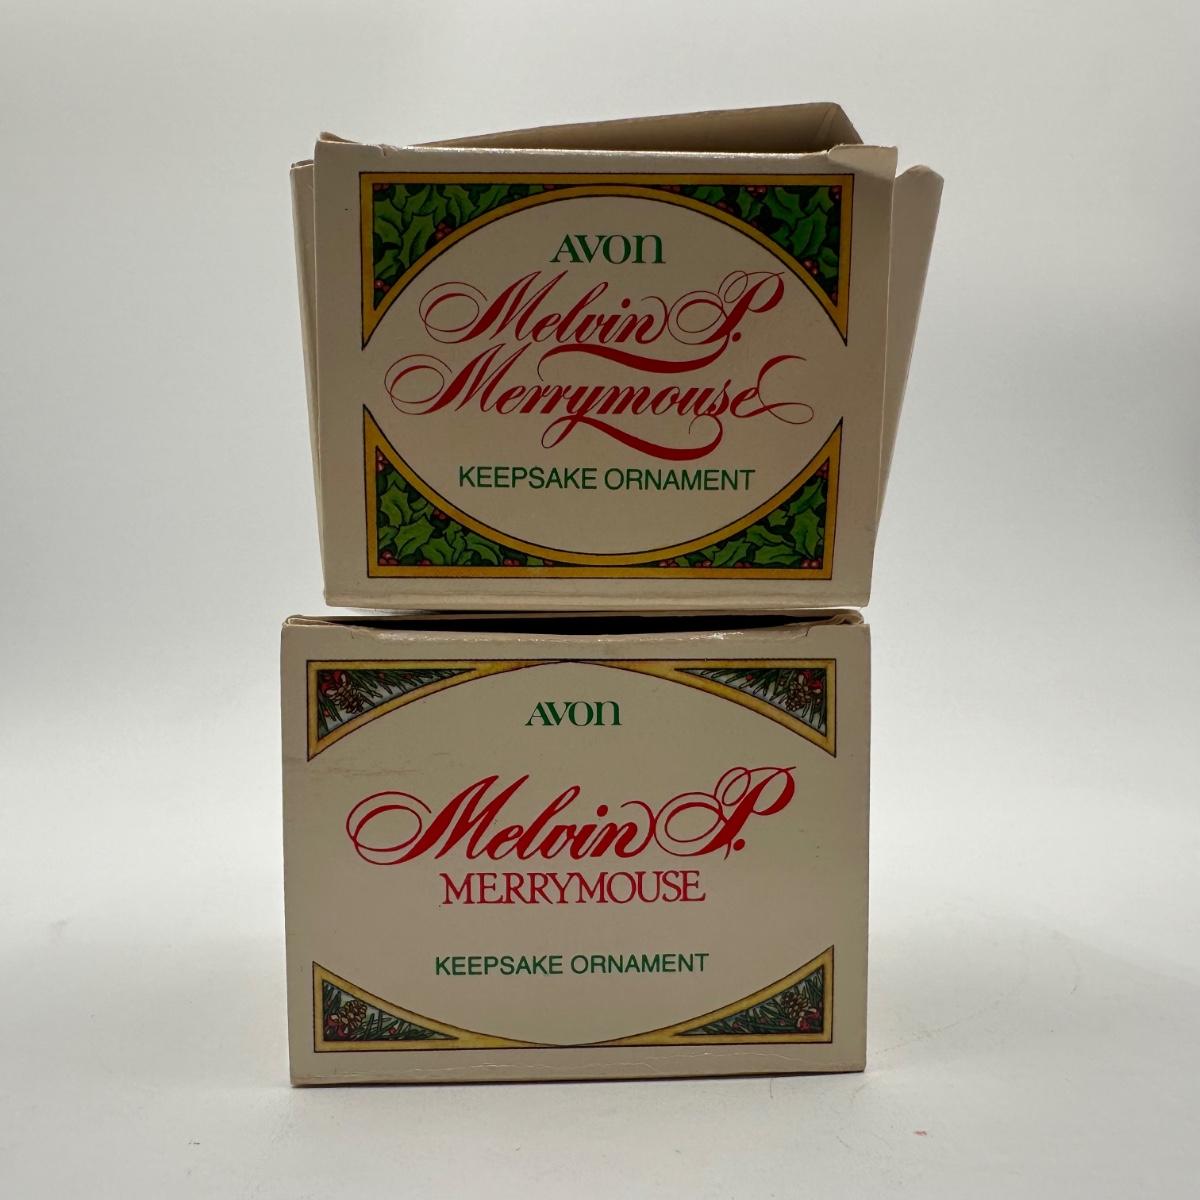 AVON
Melvin P.
Merrymouse
KEEPSAKE ORNAMENT
AVON
Melvin P.
MERRYMOUSE
KEEPSAKE ORNAMENT